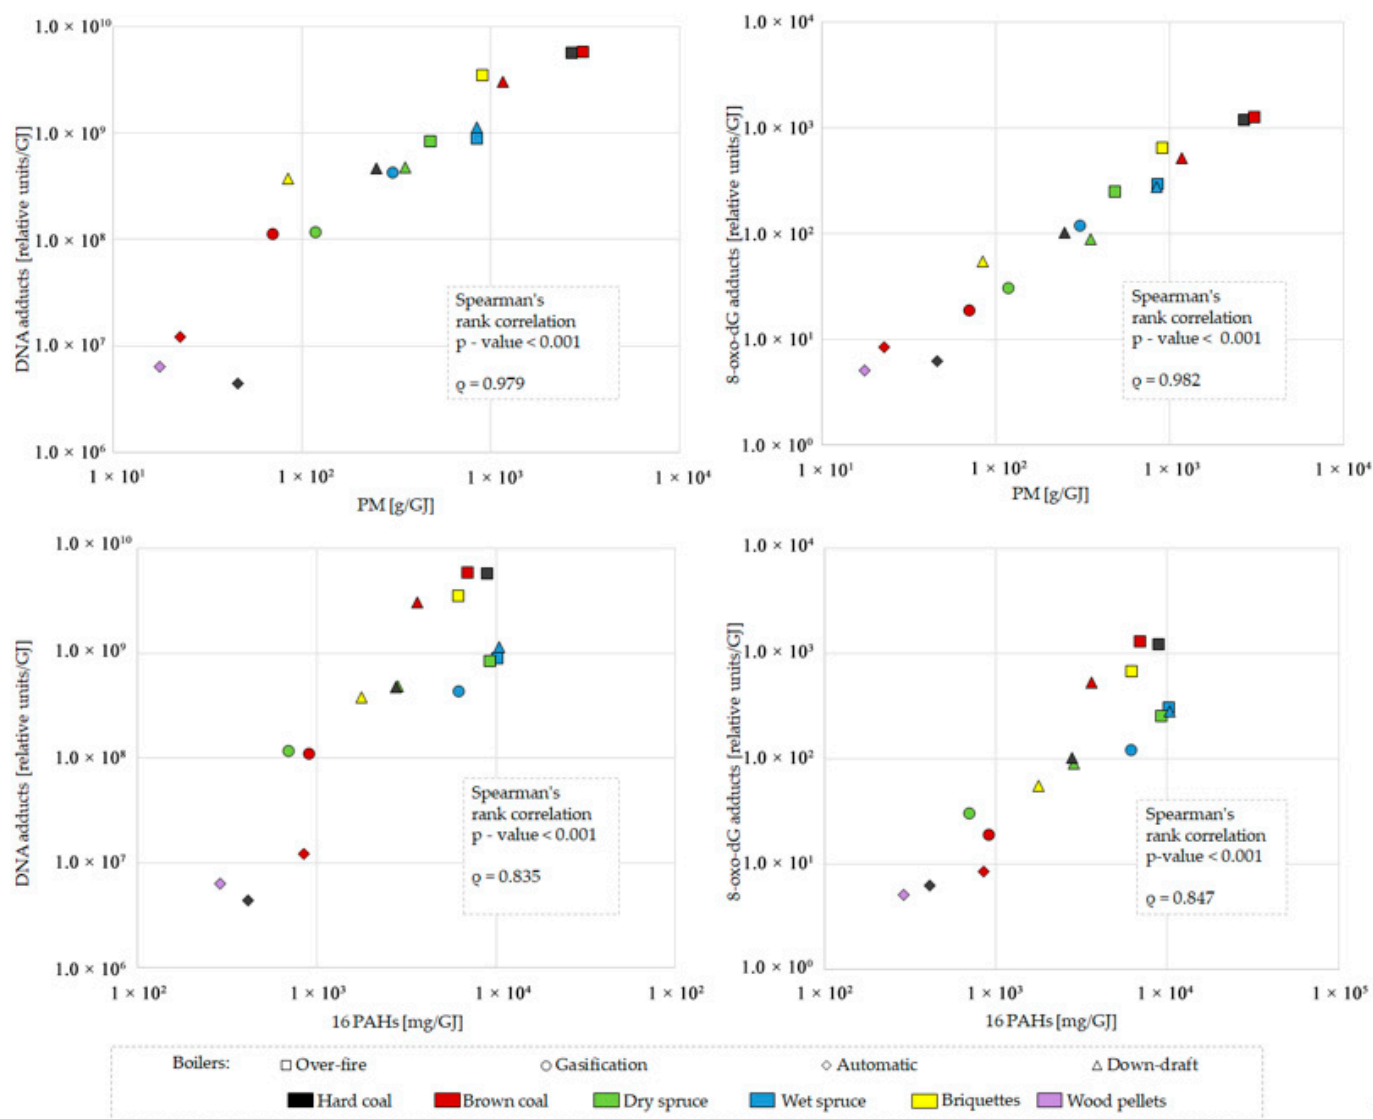 1.0 × 10¹⁰
1.0 × 10⁹
1.0 × 10⁸
1.0 × 10⁷
1.0 × 10⁶
DNA adducts [relative units/GJ]
Spearman's
rank correlation
p - value < 0.001
ϱ = 0.979
1 × 10¹ 1 × 10² 1 × 10³ 1 × 10⁴
PM [g/GJ]
1.0 × 10⁴
1.0 × 10³
1.0 × 10²
1.0 × 10¹
1.0 × 10⁰
8-oxo-dG adducts [relative units/GJ]
Spearman's
rank correlation
p - value < 0.001
ϱ = 0.982
1 × 10¹ 1 × 10² 1 × 10³ 1 × 10⁴
PM [g/GJ]
1.0 × 10¹⁰
1.0 × 10⁹
1.0 × 10⁸
1.0 × 10⁷
1.0 × 10⁶
DNA adducts [relative units/GJ]
Spearman's
rank correlation
p - value < 0.001
ϱ = 0.835
1 × 10² 1 × 10³ 1 × 10⁴ 1 × 10²
16 PAHs [mg/GJ]
1.0 × 10⁴
1.0 × 10³
1.0 × 10²
1.0 × 10¹
1.0 × 10⁰
8-oxo-dG adducts [relative units/GJ]
Spearman's
rank correlation
p-value < 0.001
ϱ = 0.847
1 × 10² 1 × 10³ 1 × 10⁴ 1 × 10⁵
16 PAHs [mg/GJ]
Boilers: Over-fire Gasification Automatic Down-draft
Hard coal Brown coal Dry spruce Wet spruce Briquettes Wood pellets